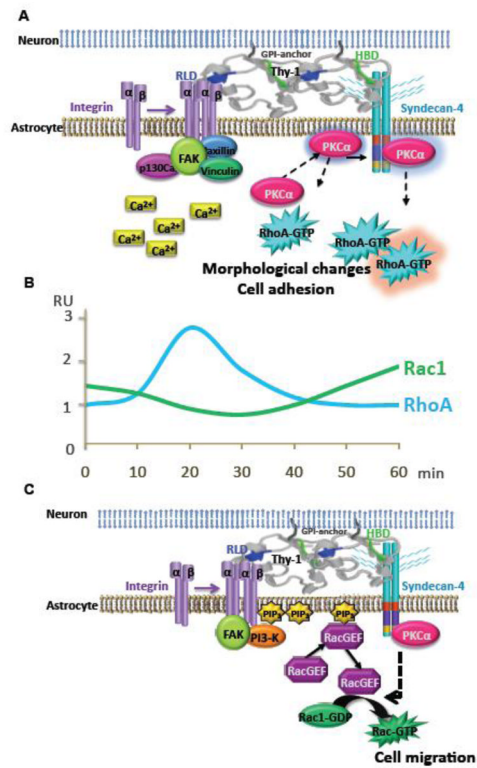 A
Neuron
GPI-anchor
HBD
RLD
Thy-1
Integrin
α β
α β α β
Syndecan-4
Astrocyte
PKCα
PKCα
Paxillin
FAK
p130Cas
Vinculin
PKCα
Ca2+
Ca2+
Ca2+
Ca2+
Ca2+
RhoA-GTP
RhoA-GTP
RhoA-GTP
Morphological changes
Cell adhesion
B
RU
3
2
1
0
Rac1
RhoA
0 10 20 30 40 50 60 min
C
Neuron
GPI-anchor
HBD
RLD
Thy-1
Integrin
α β
α β α β
Syndecan-4
Astrocyte
PIP
PIP
PIP
FAK
PI3-K
RacGEF
PKCα
RacGEF
RacGEF
Rac1-GDP
Rac-GTP
Cell migration